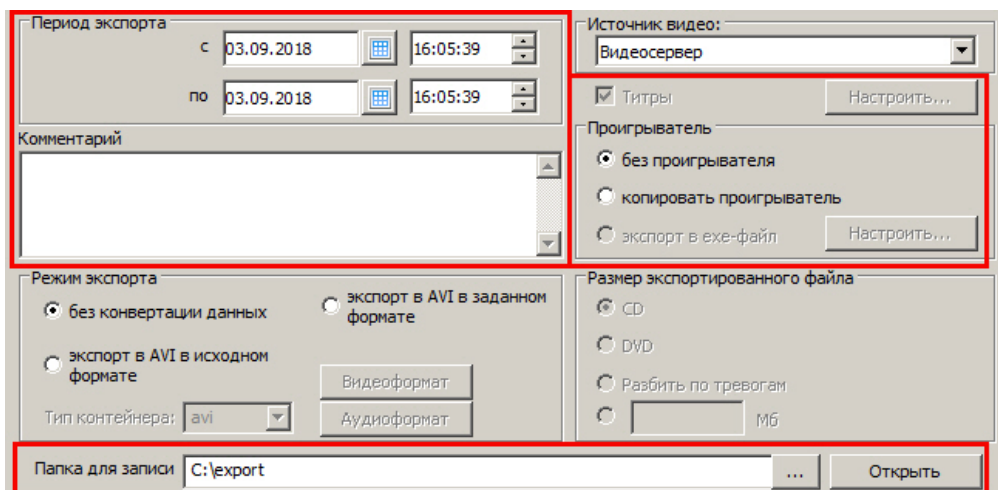 Период экспорта
с 03.09.2018 16:05:39
по 03.09.2018 16:05:39
Комментарий
Источник видео:
Видеосервер
Титры Настроить...
Проигрыватель
без проигрывателя
копировать проигрыватель
экспорт в exe-файл Настроить...
Режим экспорта
без конвертации данных
экспорт в AVI в заданном
формате
экспорт в AVI в исходном
формате
Видеоформат
Тип контейнера: avi Аудиоформат
Размер экспортированного файла
CD
DVD
Разбить по тревогам
Мб
Папка для записи C:\export ... Открыть